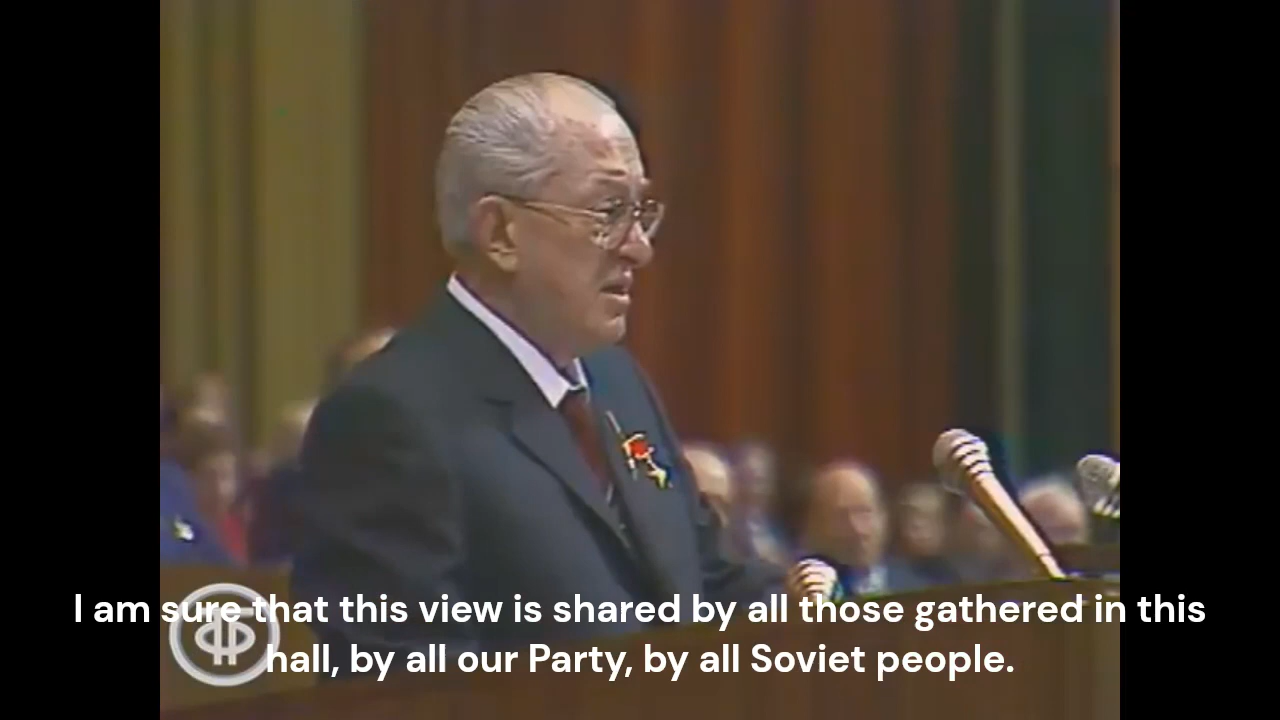 I am sure that this view is shared by all those gathered in this
hall, by all our Party, by all Soviet people.